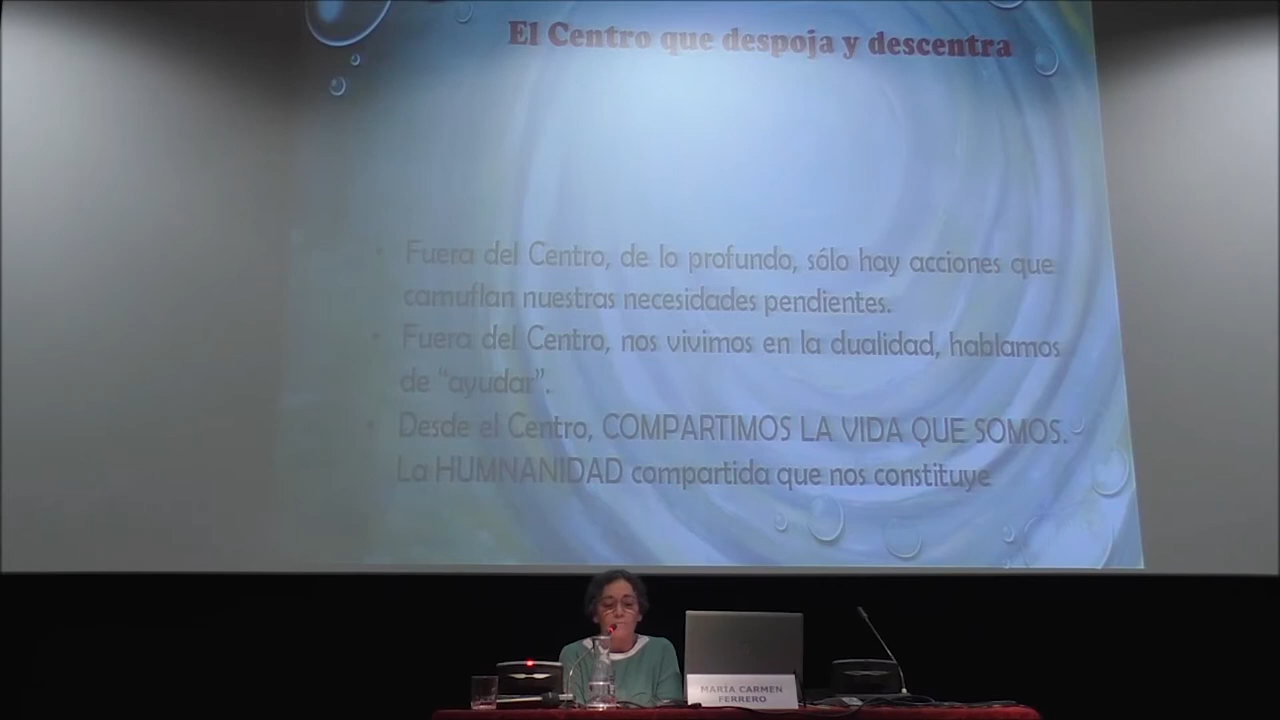 El Centro que despoja y descentra
• Fuera del Centro, de lo profundo, sólo hay acciones que
camuflan nuestras necesidades pendientes.
• Fuera del Centro, nos vivimos en la dualidad, hablamos
de “ayudar”.
• Desde el Centro, COMPARTIMOS LA VIDA QUE SOMOS.
La HUMNANIDAD compartida que nos constituye
MARÍA CARMEN
FERRERO